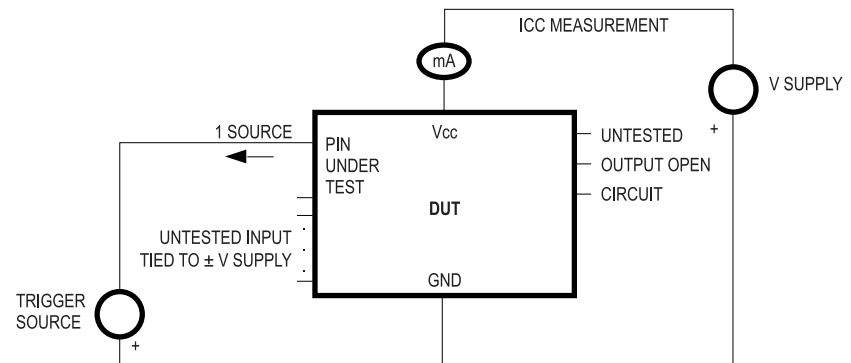 ICC MEASUREMENT
mA
V SUPPLY
+
1 SOURCE
Vcc
PIN
UNDER
TEST
UNTESTED
OUTPUT OPEN
CIRCUIT
DUT
UNTESTED INPUT
TIED TO ± V SUPPLY
GND
TRIGGER
SOURCE
+